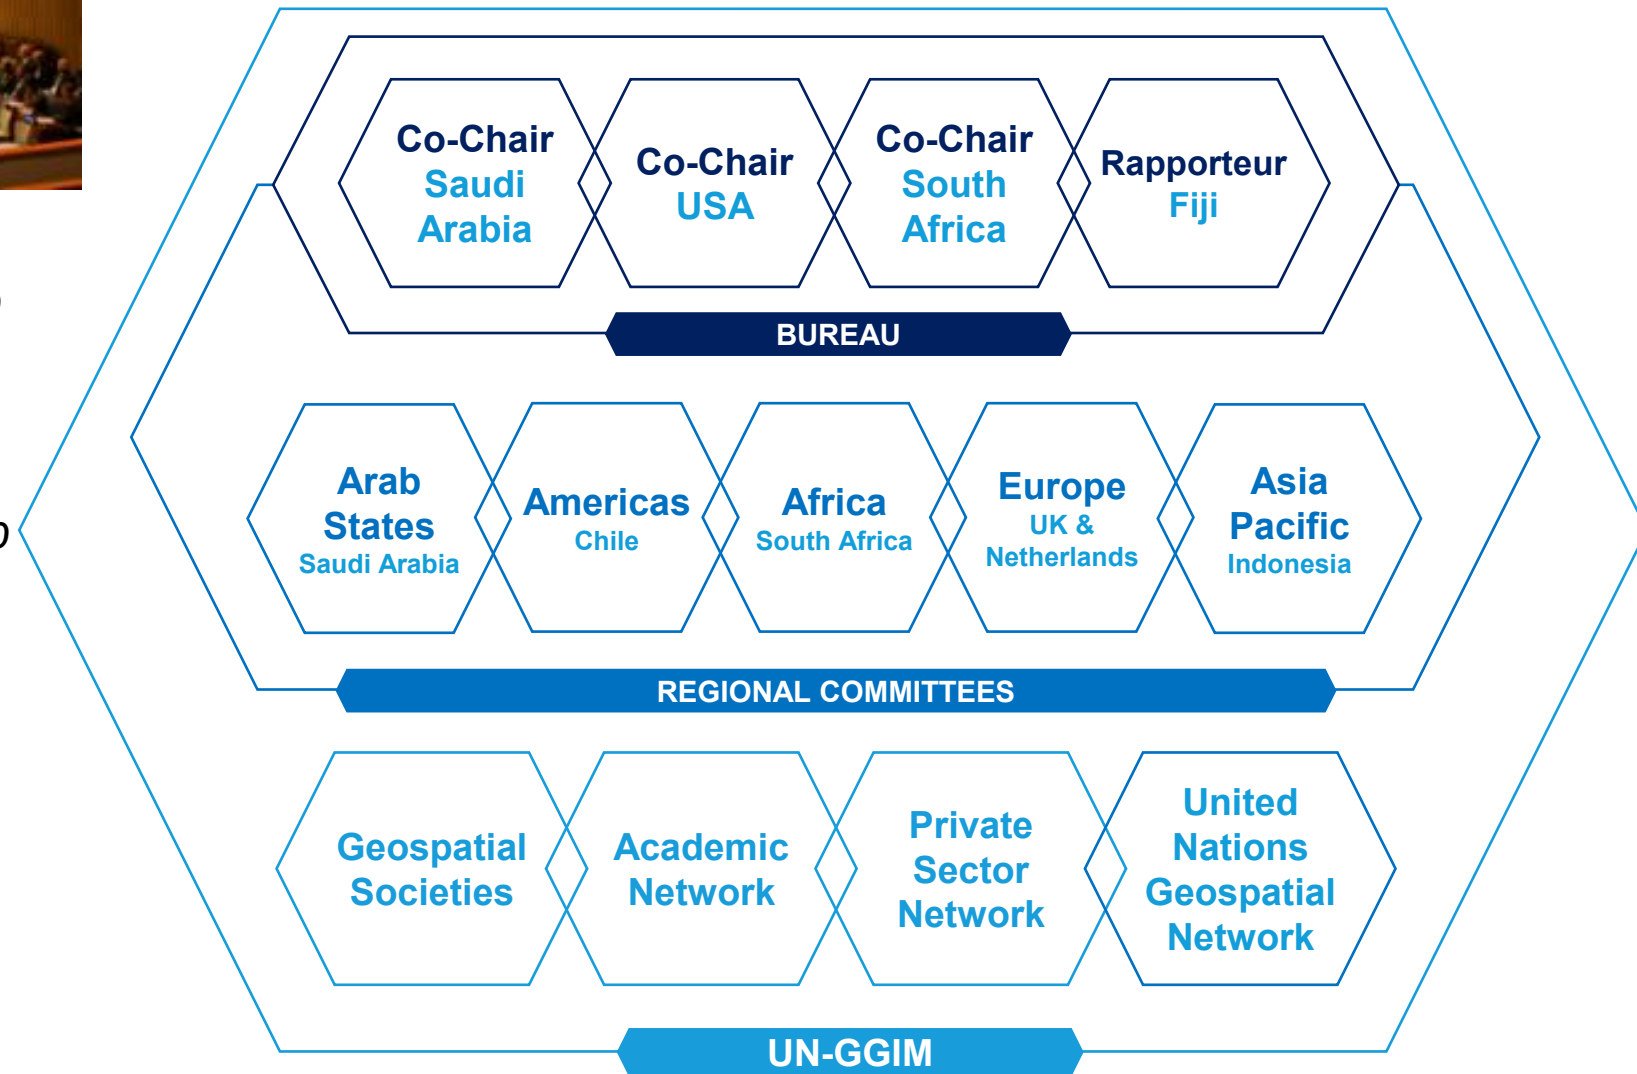 Co-Chair
Saudi
Arabia
Co-Chair
USA
Co-Chair
South
Africa
Rapporteur
Fiji
BUREAU
Arab
States
Saudi Arabia
Americas
Chile
Africa
South Africa
Europe
UK &
Netherlands
Asia
Pacific
Indonesia
REGIONAL COMMITTEES
Geospatial
Societies
Academic
Network
Private
Sector
Network
United
Nations
Geospatial
Network
UN-GGIM